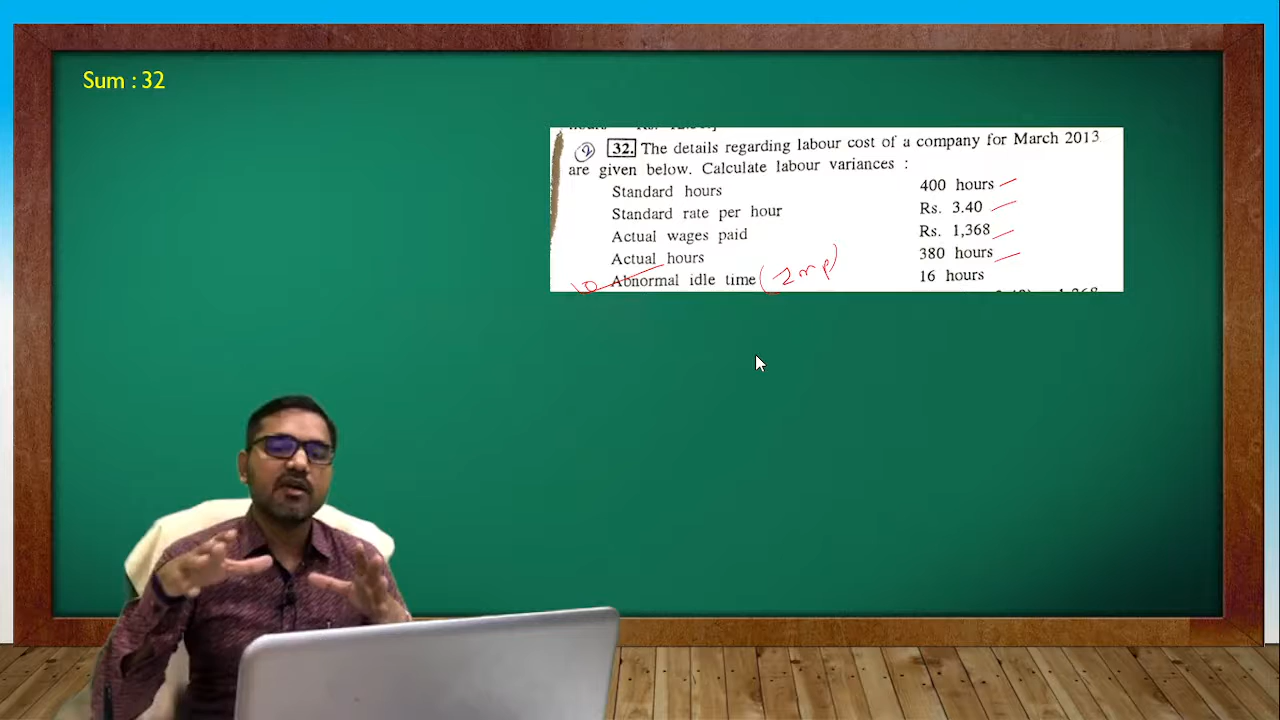 Sum : 32
(9) 32. The details regarding labour cost of a company for March 2013
are given below. Calculate labour variances :
Standard hours 400 hours
Standard rate per hour Rs. 3.40
Actual wages paid Rs. 1,368
Actual hours 380 hours
Abnormal idle time (Imp) 16 hours